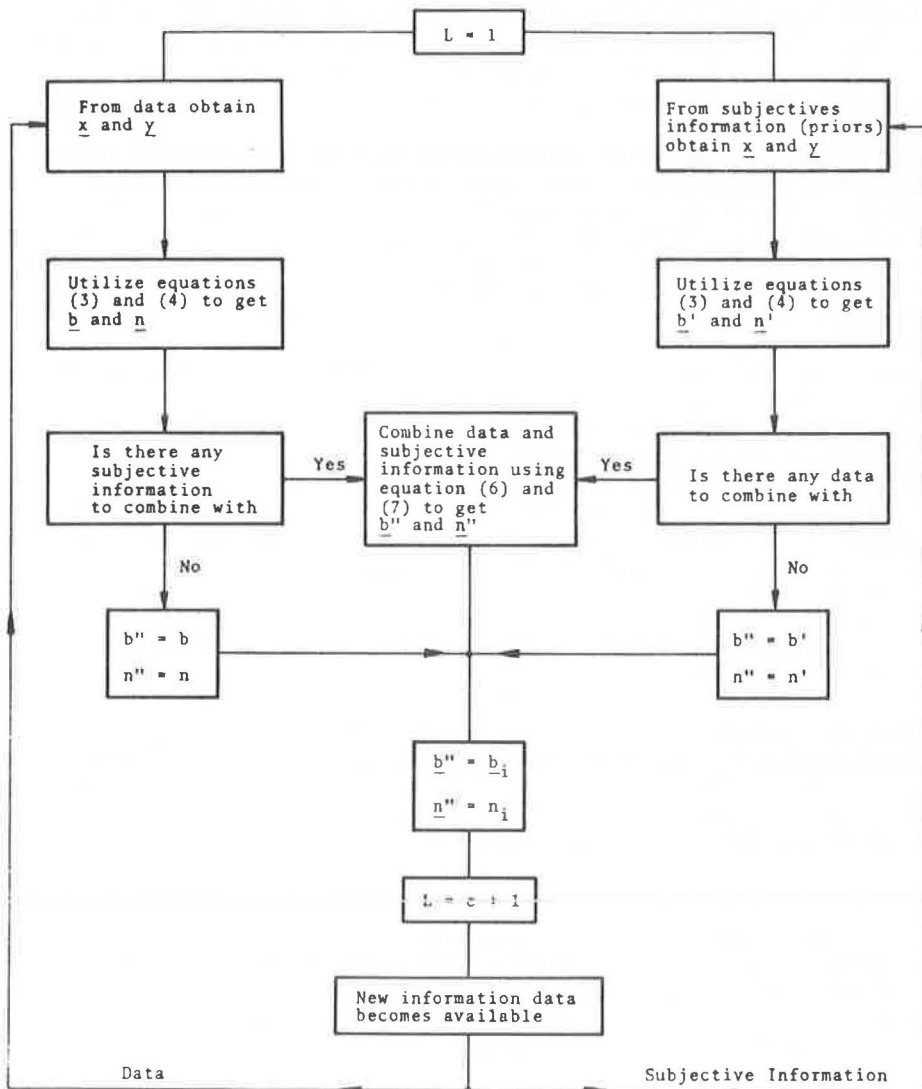 L = 1
From data obtain
x and y
From subjectives
information (priors)
obtain x and y
Utilize equations
(3) and (4) to get
b and n
Utilize equations
(3) and (4) to get
b' and n'
Is there any
subjective
information
to combine with
Yes
Combine data and
subjective
information using
equation (6) and
(7) to get
b" and n"
Yes
Is there any data
to combine with
No
No
b" = b
n" = n
b" = b'
n" = n'
b" = bi
n" = ni
L = c + 1
New information data
becomes available
Data
Subjective Information